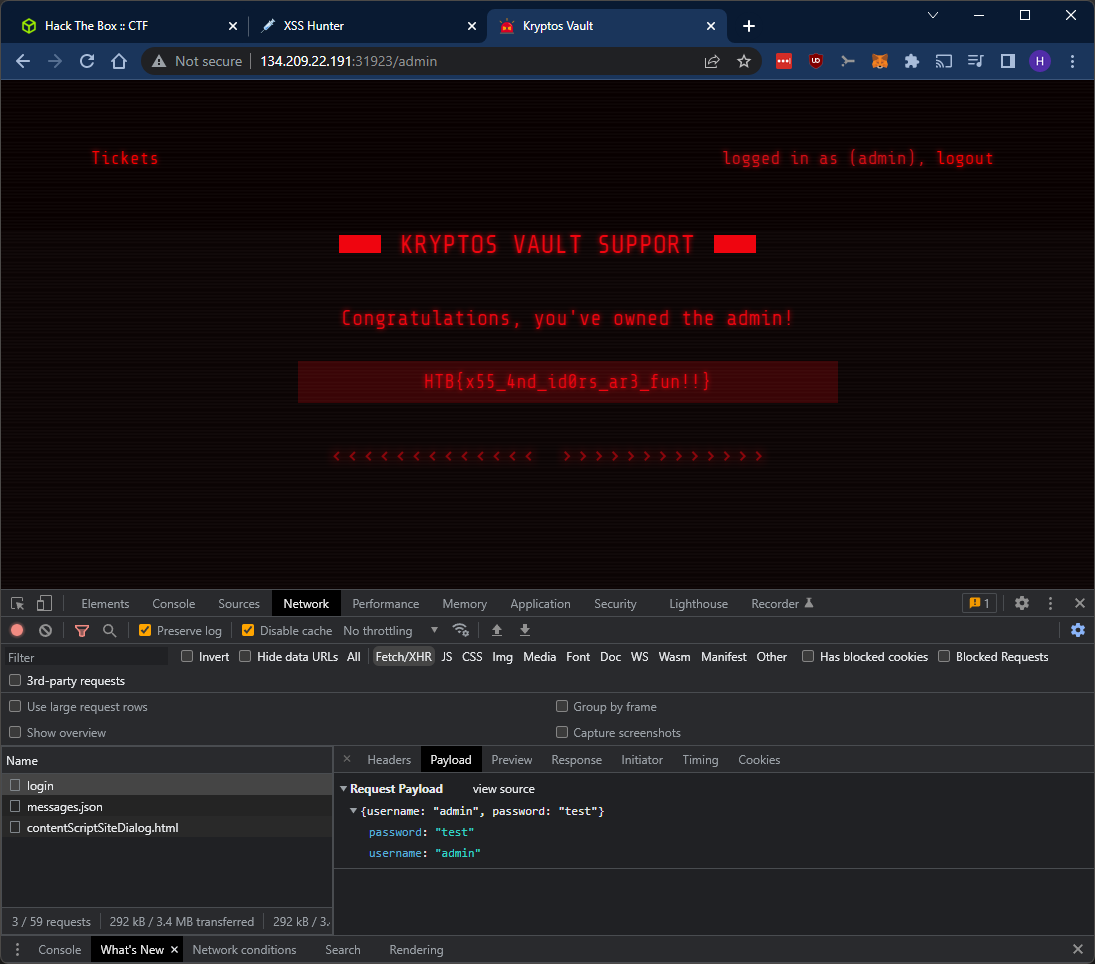 Hack The Box :: CTF
XSS Hunter
Kryptos Vault
Not secure
134.209.22.191:31923/admin
H
Tickets
logged in as (admin), logout
KRYPTOS VAULT SUPPORT
Congratulations, you've owned the admin!
HTB{x55_4nd_id0rs_ar3_fun!!}
< < < < < < < < < < < < < > > > > > > > > > > > > >
Elements Console Sources Network Performance Memory Application Security Lighthouse Recorder 1
Preserve log Disable cache No throttling
Filter Invert Hide data URLs All Fetch/XHR JS CSS Img Media Font Doc WS Wasm Manifest Other Has blocked cookies Blocked Requests
3rd-party requests
Use large request rows Group by frame
Show overview Capture screenshots
Name
login
messages.json
contentScriptSiteDialog.html
3 / 59 requests 292 kB / 3.4 MB transferred 292 kB / 3.
Headers Payload Preview Response Initiator Timing Cookies
Request Payload view source
{username: "admin", password: "test"}
password: "test"
username: "admin"
Console What's New Network conditions Search Rendering